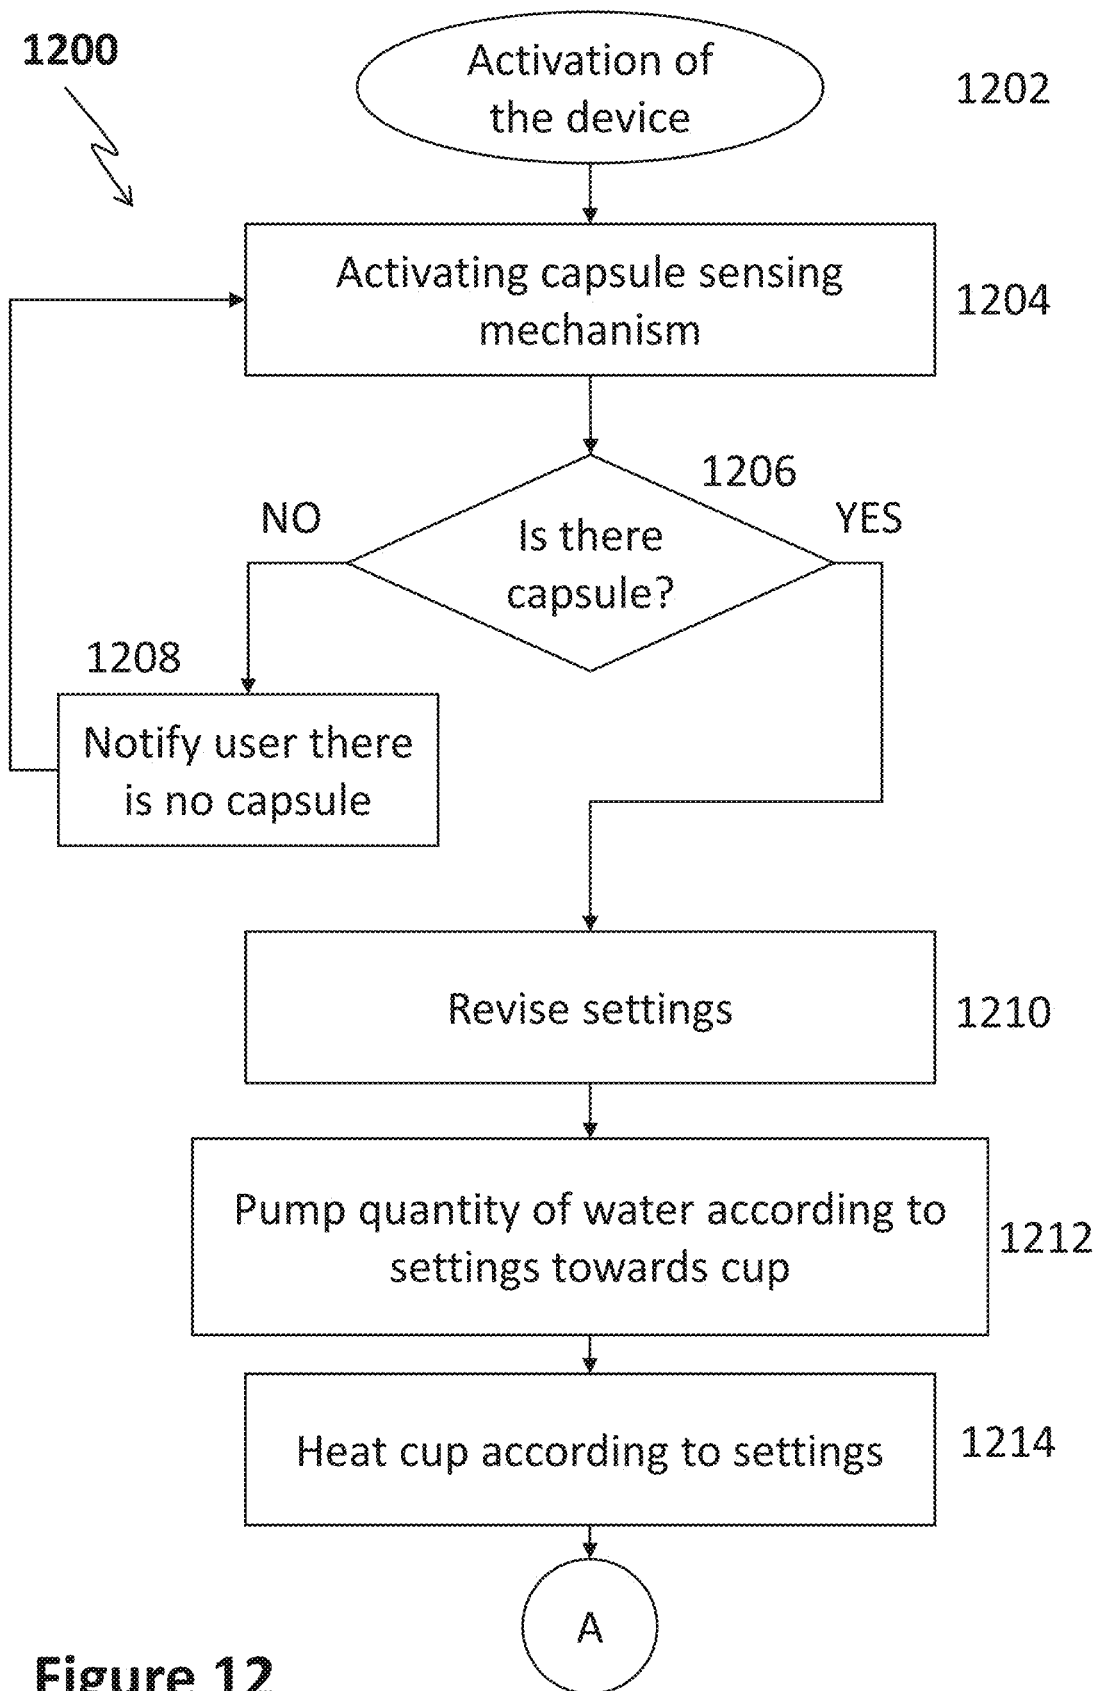 1200
Activation of
the device
1202
Activating capsule sensing
mechanism
1204
1206
NO
YES
Is there
capsule?
1208
Notify user there
is no capsule
Revise settings
1210
Pump quantity of water according to
settings towards cup
1212
Heat cup according to settings
1214
A
Figure 12